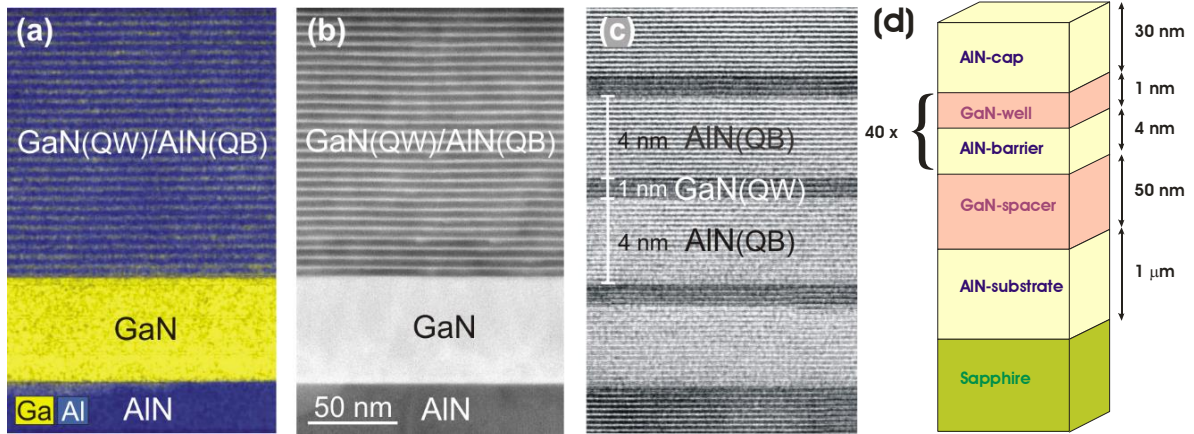 (a)
GaN(QW)/AlN(QB)
GaN
Ga Al AlN
(b)
GaN(QW)/AlN(QB)
GaN
50 nm AlN
(c)
4 nm AlN(QB)
1 nm GaN(QW)
4 nm AlN(QB)
(d)
30 nm
AlN-cap
1 nm
GaN-well
40 x
4 nm
AlN-barrier
50 nm
GaN-spacer
1 μm
AlN-substrate
Sapphire